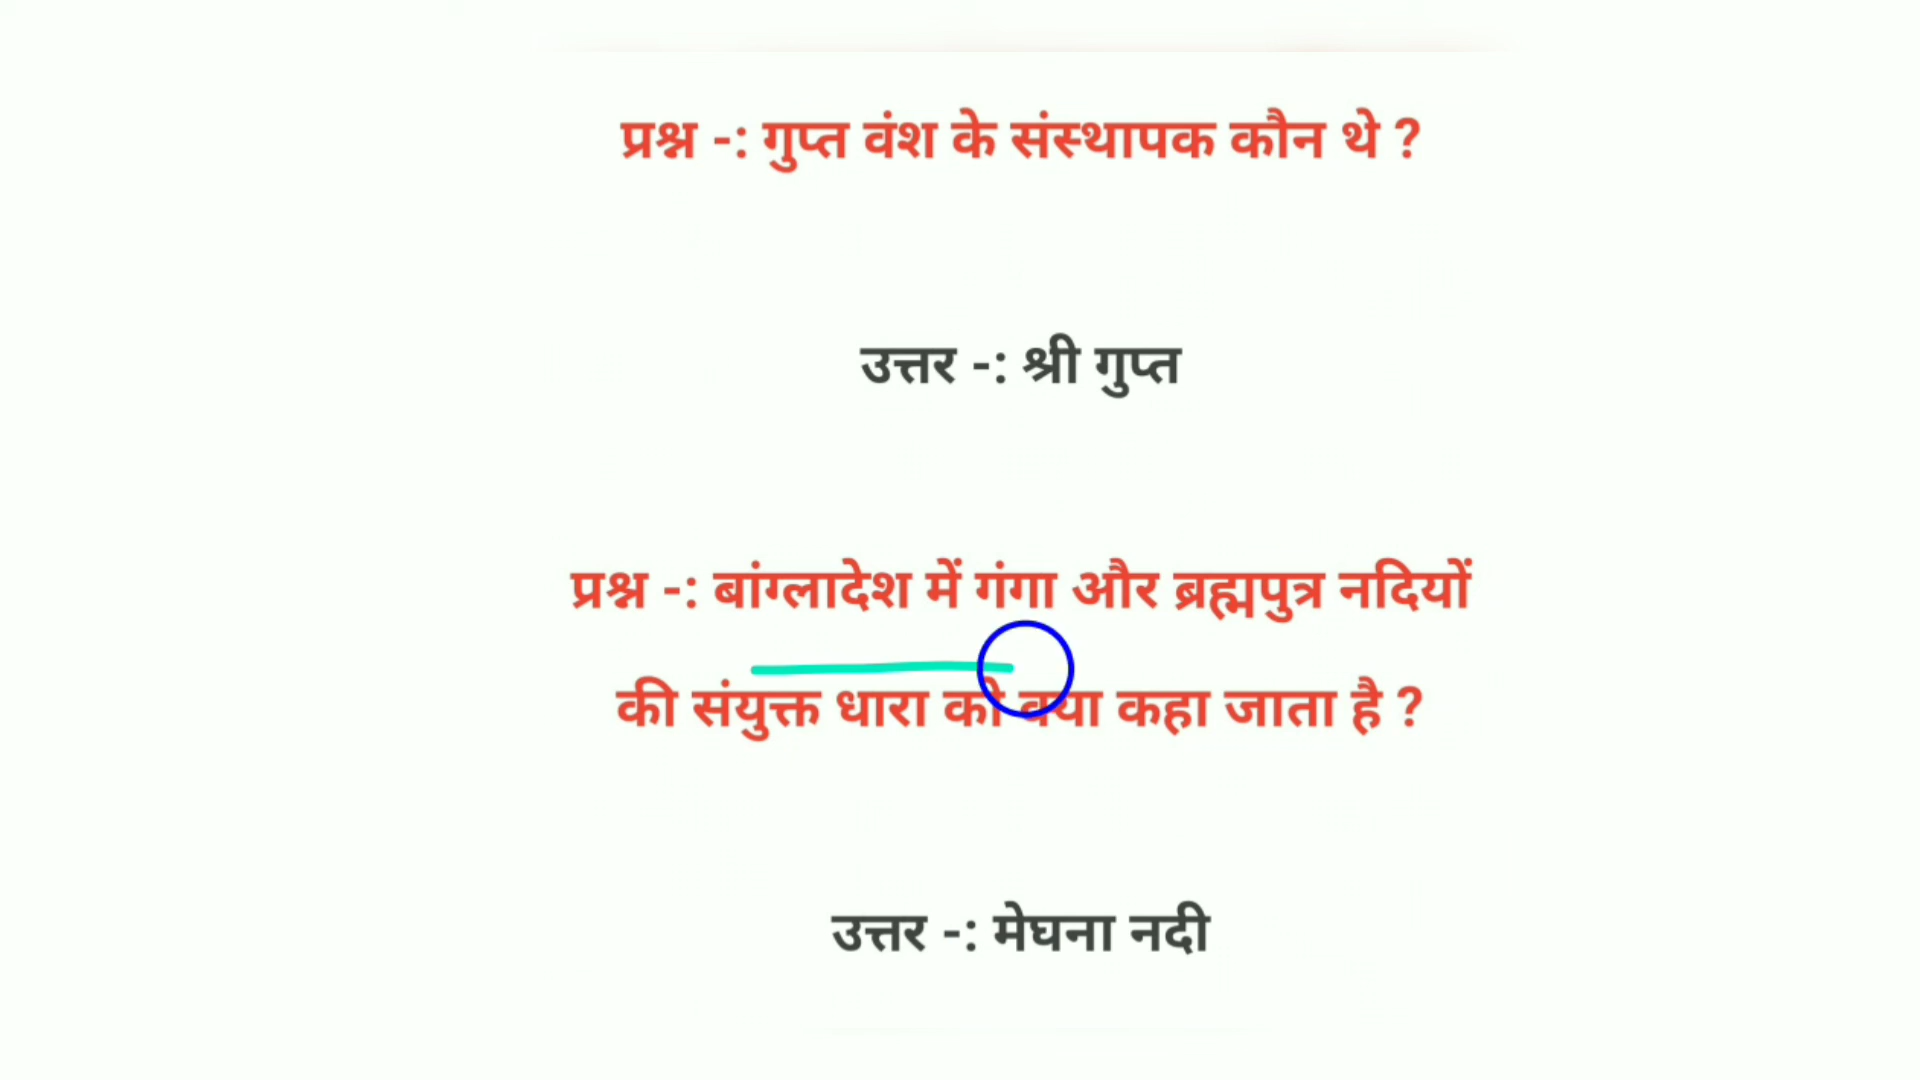 प्रश्न -: गुप्त वंश के संस्थापक कौन थे ?
उत्तर -: श्री गुप्त
प्रश्न -: बांग्लादेश में गंगा और ब्रह्मपुत्र नदियों
की संयुक्त धारा को क्या कहा जाता है ?
उत्तर -: मेघना नदी